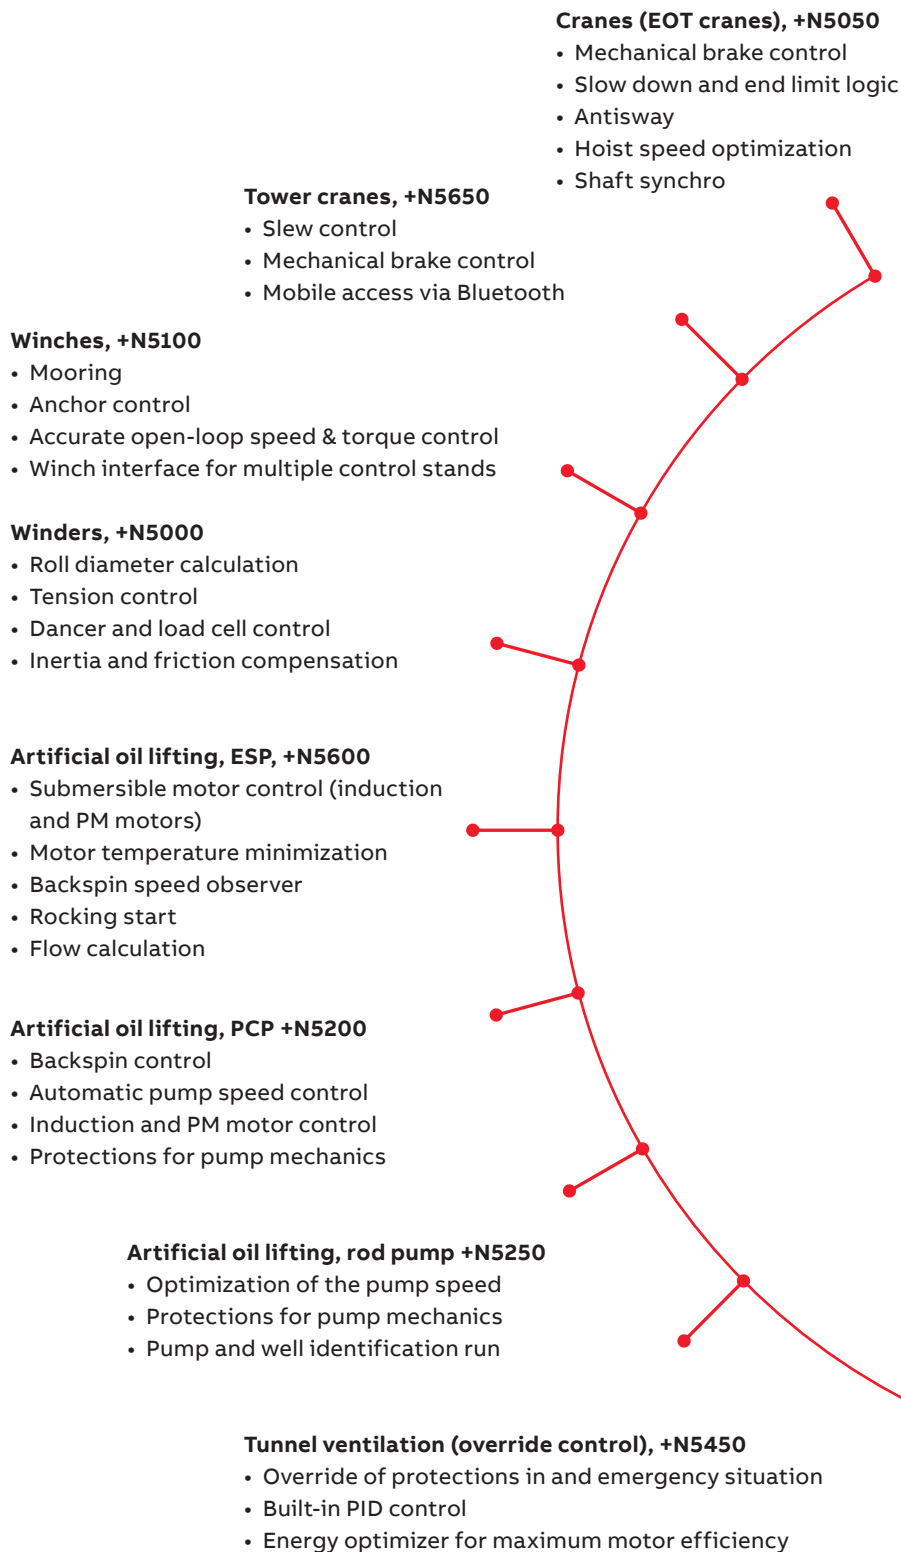 Cranes (EOT cranes), +N5050
• Mechanical brake control
• Slow down and end limit logic
• Antisway
• Hoist speed optimization
• Shaft synchro
Tower cranes, +N5650
• Slew control
• Mechanical brake control
• Mobile access via Bluetooth
Winches, +N5100
• Mooring
• Anchor control
• Accurate open-loop speed & torque control
• Winch interface for multiple control stands
Winders, +N5000
• Roll diameter calculation
• Tension control
• Dancer and load cell control
• Inertia and friction compensation
Artificial oil lifting, ESP, +N5600
• Submersible motor control (induction
and PM motors)
• Motor temperature minimization
• Backspin speed observer
• Rocking start
• Flow calculation
Artificial oil lifting, PCP +N5200
• Backspin control
• Automatic pump speed control
• Induction and PM motor control
• Protections for pump mechanics
Artificial oil lifting, rod pump +N5250
• Optimization of the pump speed
• Protections for pump mechanics
• Pump and well identification run
Tunnel ventilation (override control), +N5450
• Override of protections in and emergency situation
• Built-in PID control
• Energy optimizer for maximum motor efficiency